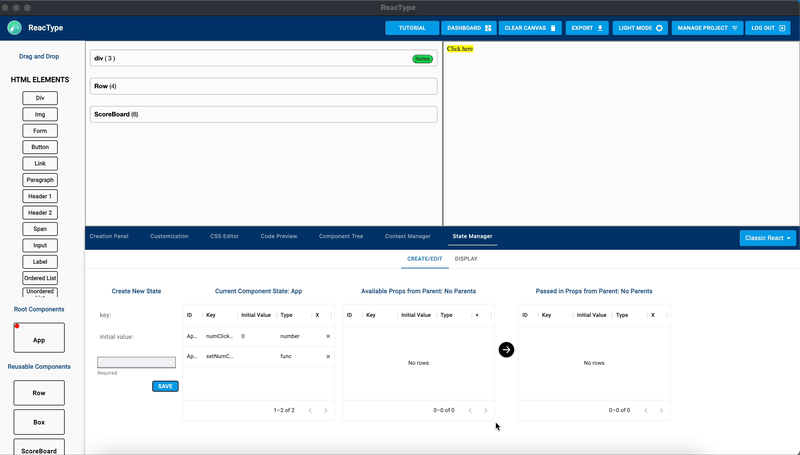 ReacType
ReacType
TUTORIAL
DASHBOARD
CLEAR CANVAS
EXPORT
LIGHT MODE
MANAGE PROJECT
LOG OUT
Drag and Drop
HTML ELEMENTS
Div
Img
Form
Button
Link
Paragraph
Header 1
Header 2
Span
Input
Label
Ordered List
Unordered
Root Components
App
Reusable Components
Row
Box
ScoreBoard
div ( 3 )
Notes
Row (4)
ScoreBoard (6)
Click here
Creation Panel
Customization
CSS Editor
Code Preview
Component Tree
Context Manager
State Manager
Classic React
CREATE/EDIT
DISPLAY
Create New State
key:
initial value:
Required
SAVE
Current Component State: App
ID Key Initial Value Type X
Ap... numClick... 0 number ×
Ap... setNumC... func ×
1–2 of 2
Available Props from Parent: No Parents
ID Key Initial Value Type +
No rows
0–0 of 0
Passed in Props from Parent: No Parents
ID Key Initial Value Type X
No rows
0–0 of 0